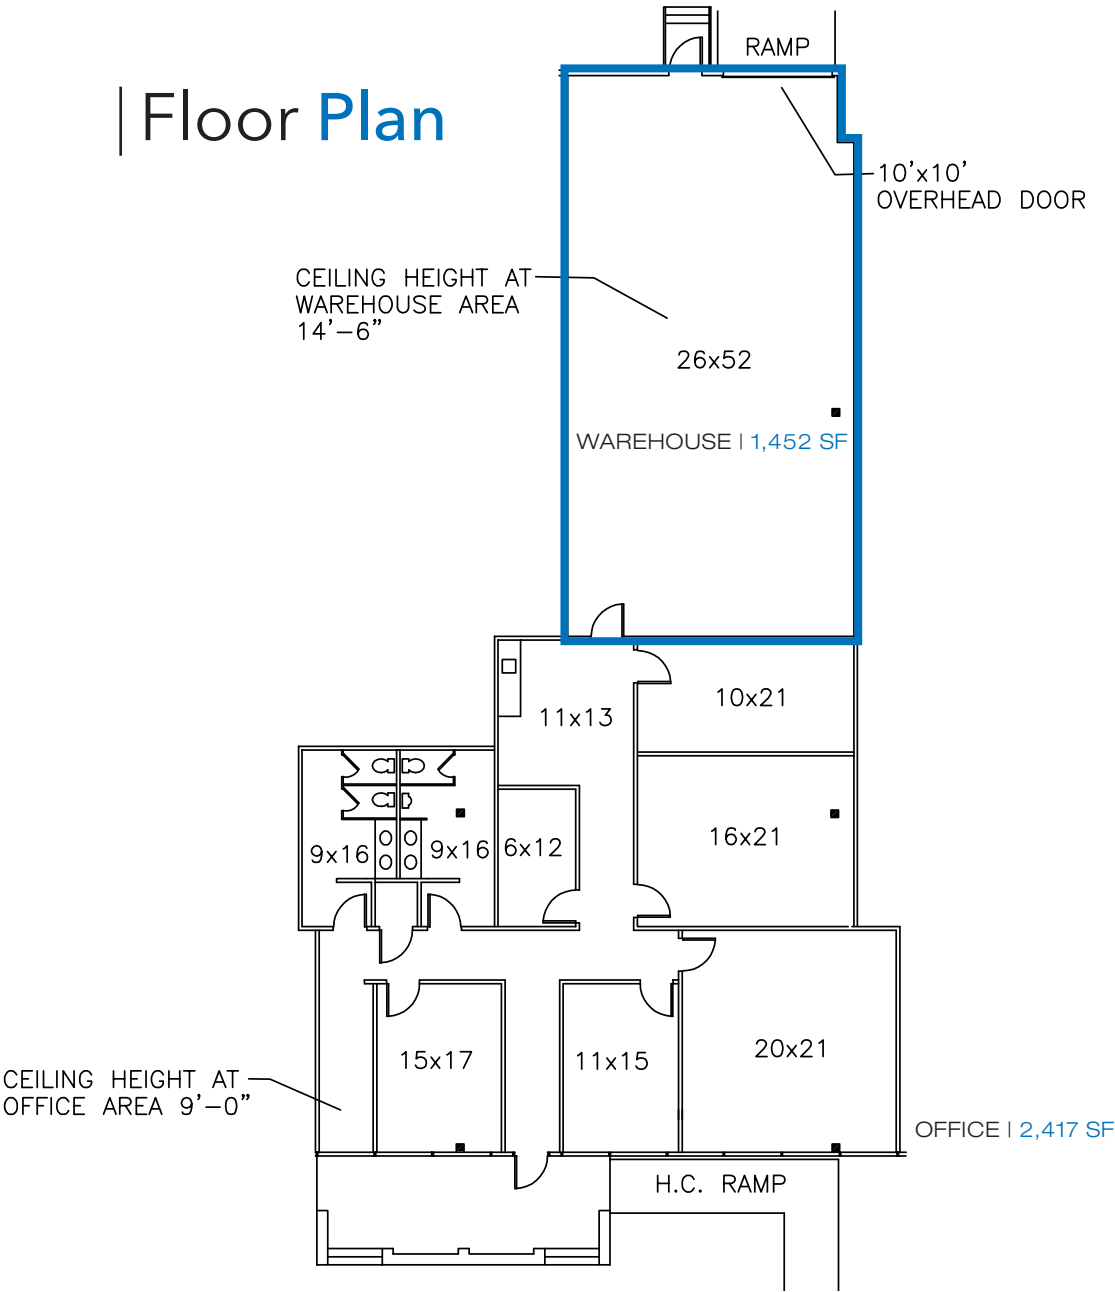 RAMP
Floor Plan
10'x10'
OVERHEAD DOOR
CEILING HEIGHT AT
WAREHOUSE AREA
14'–6"
26x52
WAREHOUSE | 1,452 SF
10x21
11x13
16x21
9x16
9x16
6x12
20x21
15x17
11x15
CEILING HEIGHT AT
OFFICE AREA 9'–0"
OFFICE | 2,417 SF
H.C. RAMP